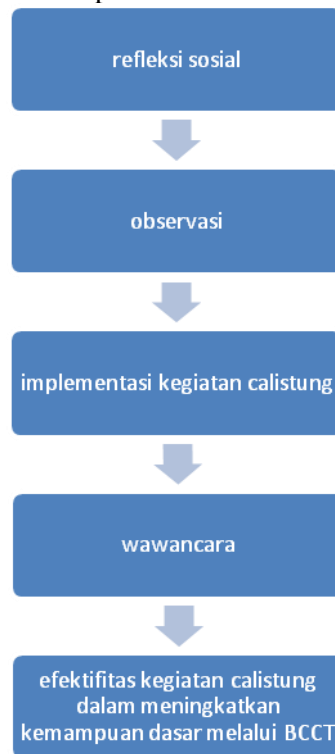 refleksi sosial
observasi
implementasi kegiatan calistung
wawancara
efektifitas kegiatan calistung
dalam meningkatkan
kemampuan dasar melalui BCCT